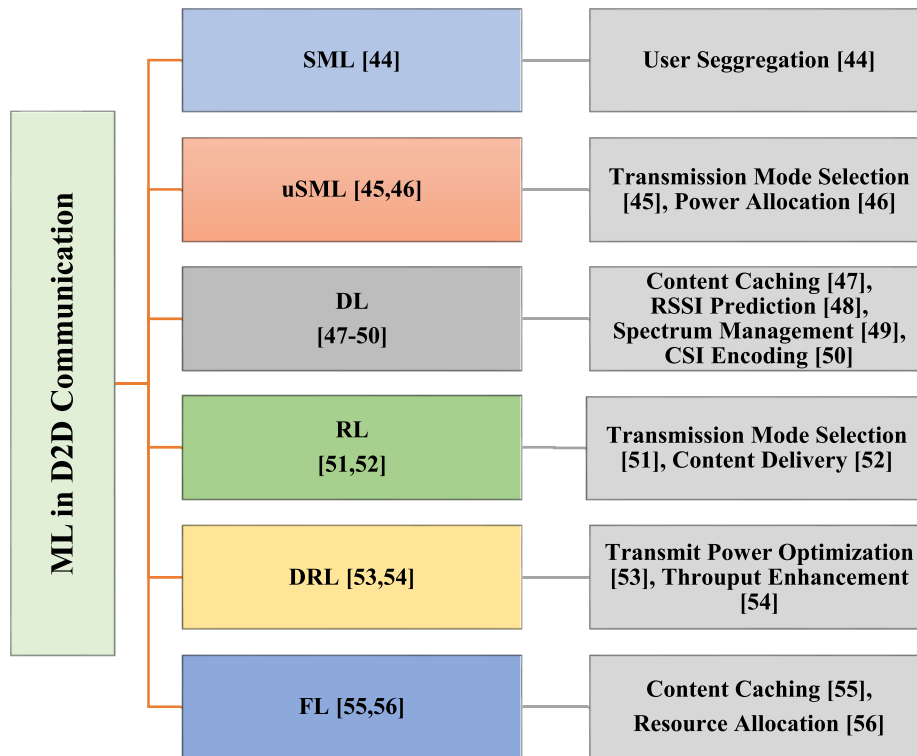 ML in D2D Communication
SML [44]
User Seggregation [44]
uSML [45,46]
Transmission Mode Selection
[45], Power Allocation [46]
DL
[47-50]
Content Caching [47],
RSSI Prediction [48],
Spectrum Management [49],
CSI Encoding [50]
RL
[51,52]
Transmission Mode Selection
[51], Content Delivery [52]
DRL [53,54]
Transmit Power Optimization
[53], Throuput Enhancement
[54]
FL [55,56]
Content Caching [55],
Resource Allocation [56]